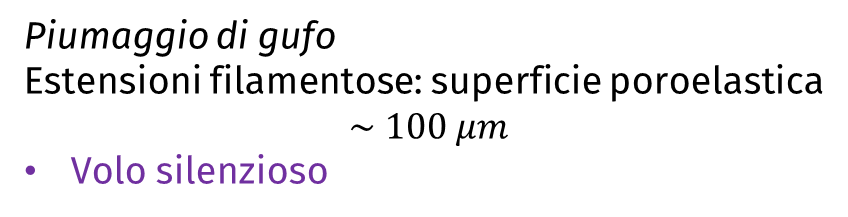 Piumaggio di gufo
Estensioni filamentose: superficie poroelastica
~ 100 μm
• Volo silenzioso